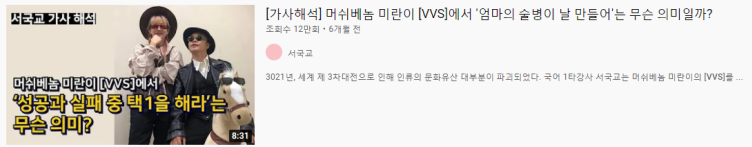 서국교 가사 해석
머쉬베놈 미란이 [VVS]에서
'성공과 실패 중 택1을 해라'는
무슨 의미?
8:31
[가사해석] 머쉬베놈 미란이 [VVS]에서 '엄마의 술병이 날 만들어'는 무슨 의미일까?
조회수 12만회 • 6개월 전
서국교
3021년, 세계 제 3차대전으로 인해 인류의 문화유산 대부분이 파괴되었다. 국어 1타강사 서국교는 머쉬베놈 미란이의 [VVS]를 ...